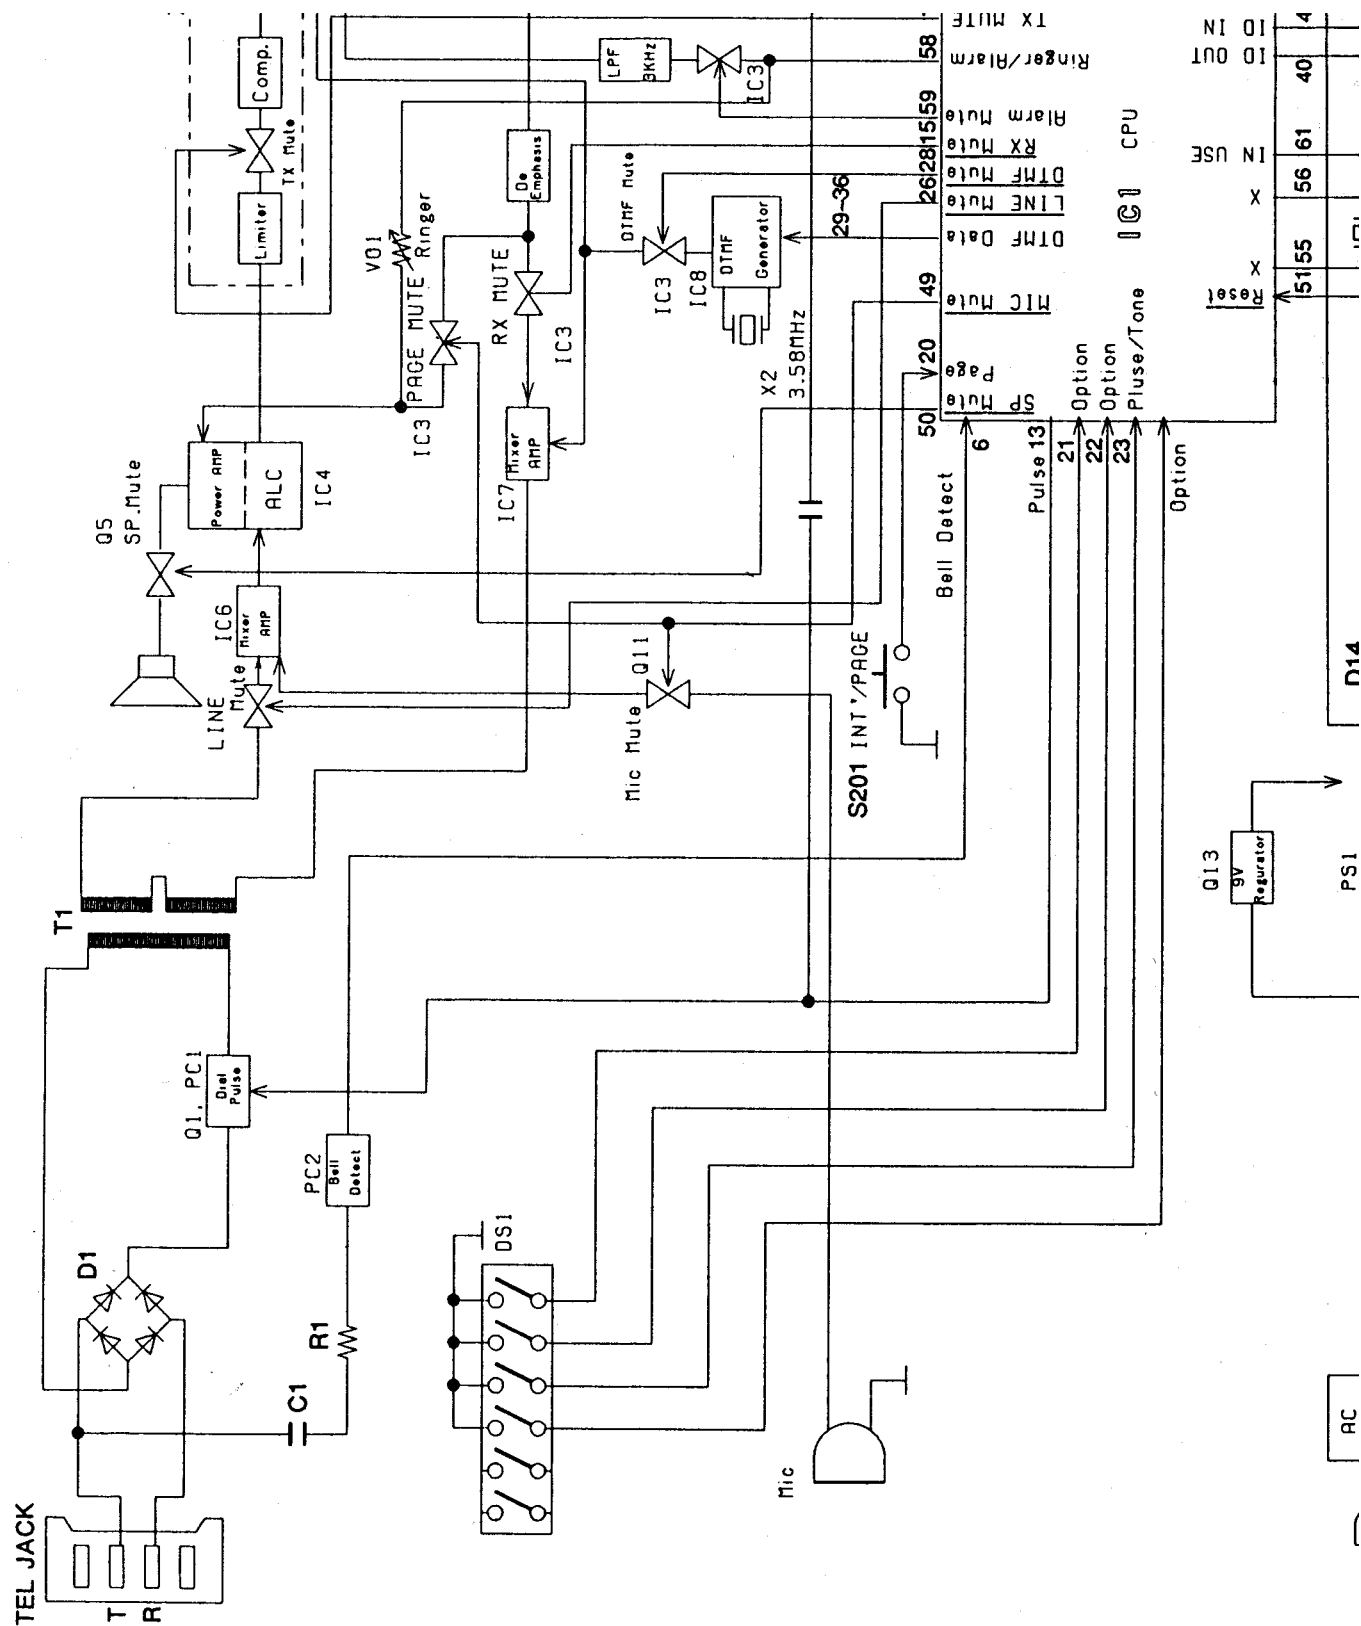 TX MUTE
58
Ringer/Alarm
59
Alarm Mute
15
RX Mute
28
DTMF Mute
26
LINE Mute
29-36
DTMF Data
49
MIC Mute
20
Page
50
SP Mute
ID IN
4
ID OUT
40
IN USE
61
X
56
X
55
Reset
51
IC1 CPU
6
Bell Detect
Pulse 13
21
Option
22
Option
23
Pluse/Tone
Option
Comp.
TX Mute
Limiter
LPF
3KHz
IC3
De
Emphasis
VO1
Ringer
PAGE MUTE
IC3
RX MUTE
IC3
DTMF Mute
IC3
IC8
DTMF
Generator
X2
3.58MHz
Power AMP
ALC
IC4
Q5
SP.Mute
IC7
Mixer
AMP
IC6
Mixer
AMP
LINE
Mute
Q11
Mic Mute
S201 INT'/PAGE
D14
Q13
9V
Regurator
PS1
T1
Q1, PC1
Dial
Pulse
PC2
Bell
Detect
D1
R1
C1
DS1
Mic
AC
TEL JACK
T
R